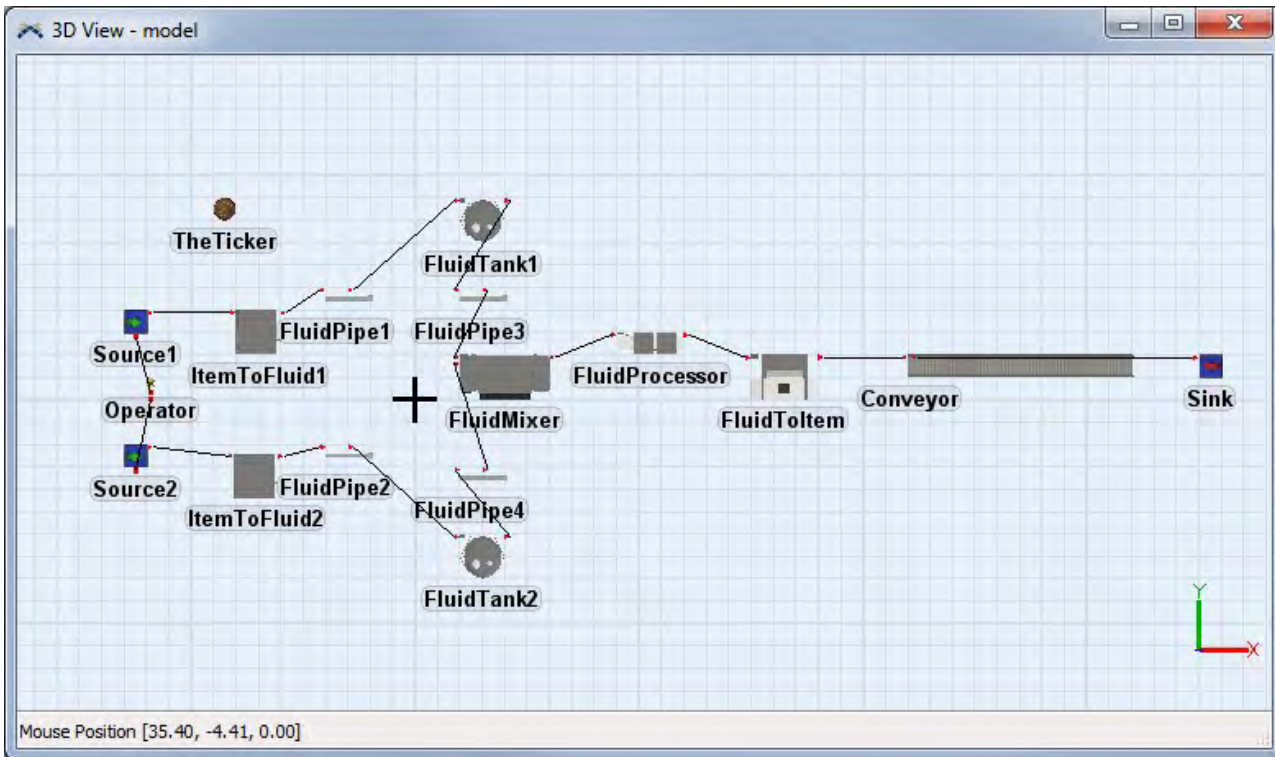 3D View - model
TheTicker
FluidTank1
FluidPipe1
FluidPipe3
Source1
ItemToFluid1
FluidProcessor
Operator
Conveyor
Sink
FluidMixer
FluidToItem
Source2
FluidPipe2
ItemToFluid2
FluidPipe4
FluidTank2
Y
X
Mouse Position [35.40, -4.41, 0.00]